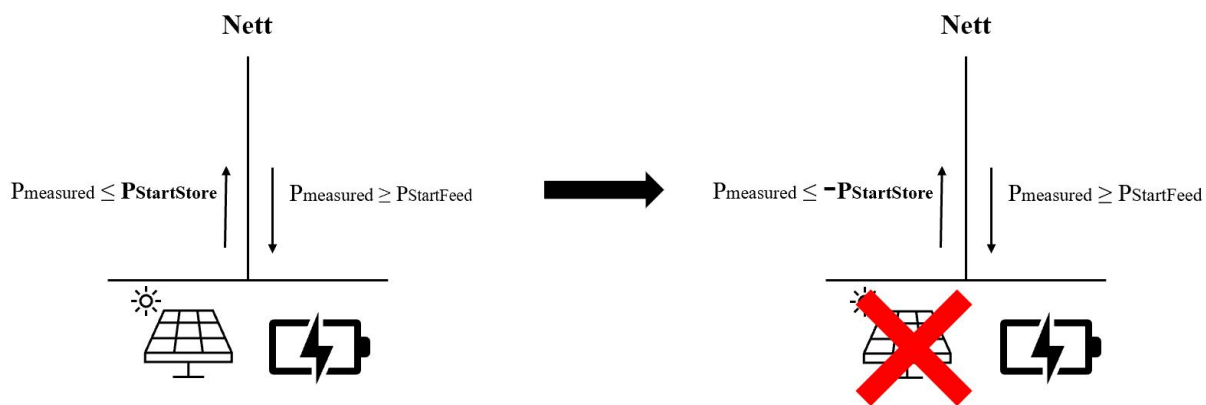 Nett
Pmeasured ≤ PStartStore
Pmeasured ≥ PStartFeed
Nett
Pmeasured ≤ -PStartStore
Pmeasured ≥ PStartFeed